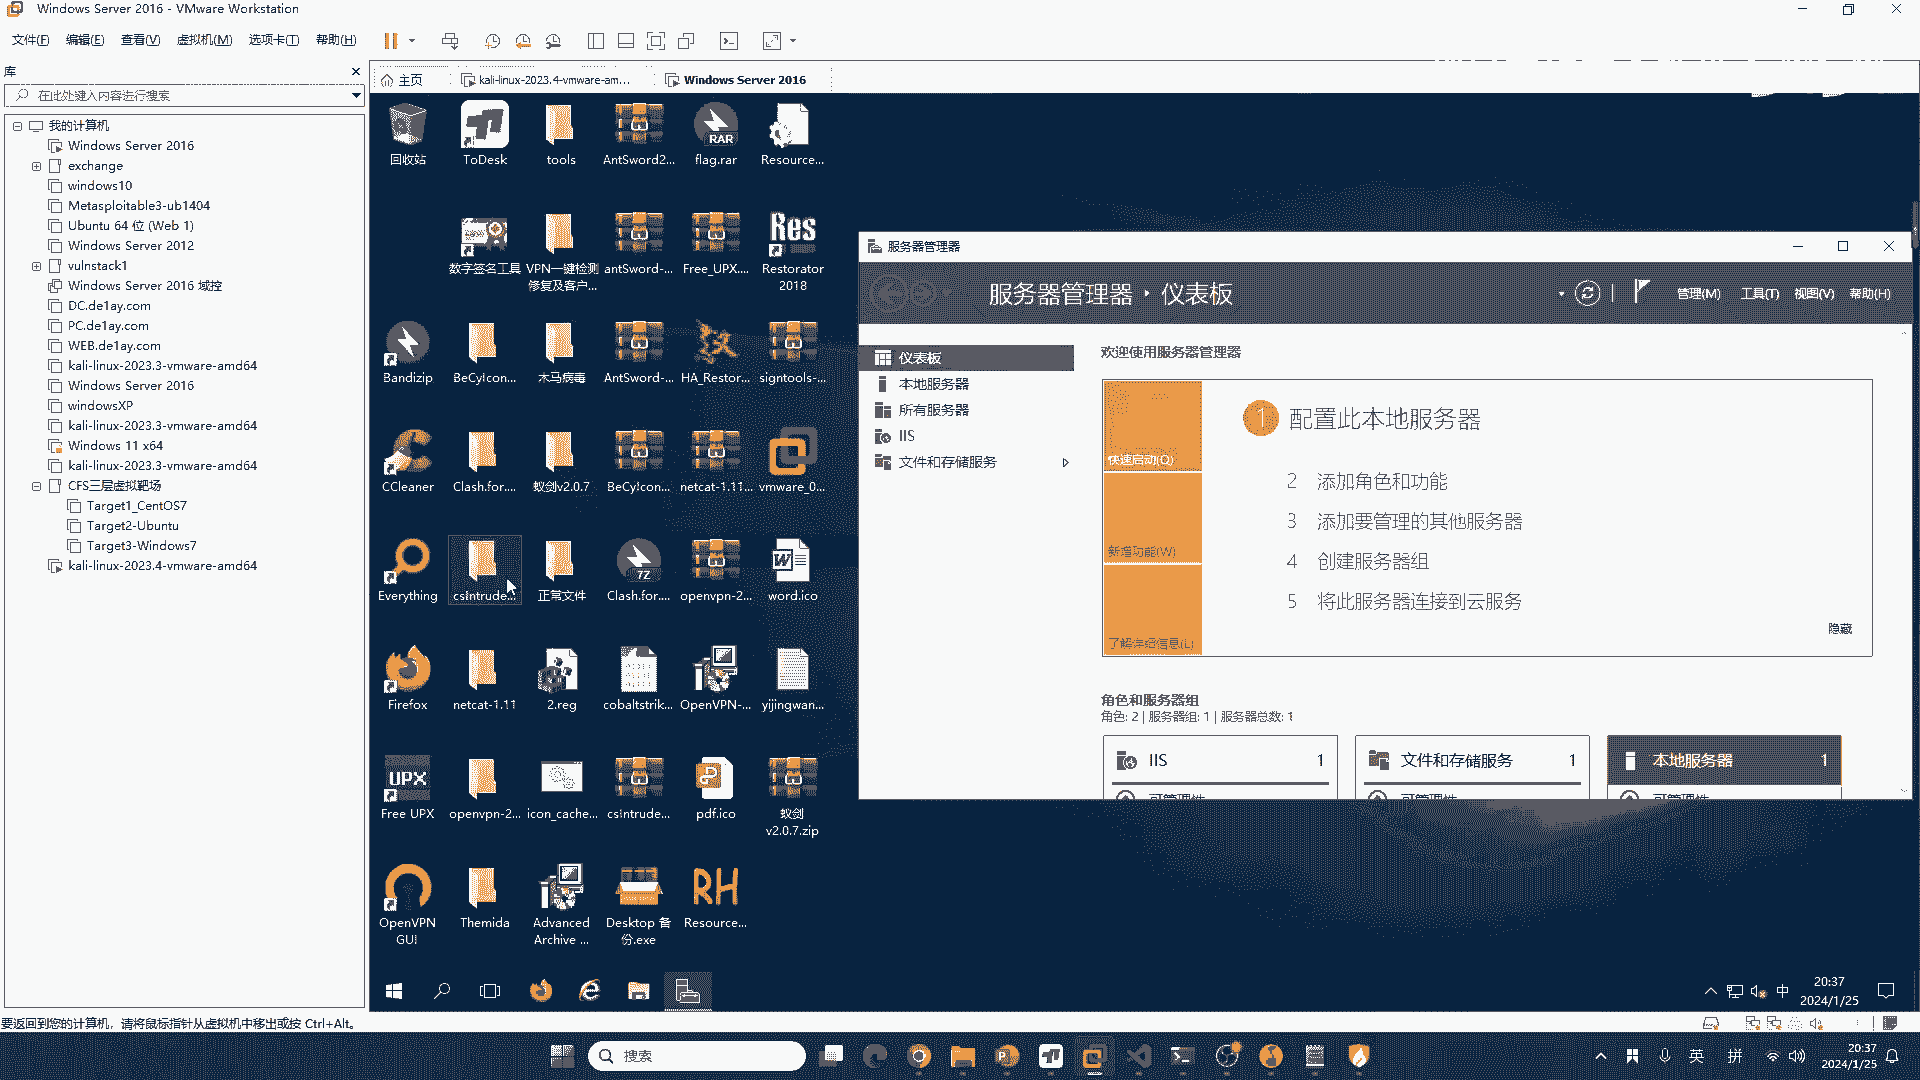 Windows Server 2016 - VMware Workstation
文件(F) 编辑(E) 查看(V) 虚拟机(M) 选项卡(T) 帮助(H)
库
在此处键入内容进行搜索
我的计算机
Windows Server 2016
exchange
windows10
Metasploitable3-ub1404
Ubuntu 64 位 (Web 1)
Windows Server 2012
vulnstack1
Windows Server 2016 域控
DC.de1ay.com
PC.de1ay.com
WEB.de1ay.com
kali-linux-2023.3-vmware-amd64
Windows Server 2016
windowsXP
kali-linux-2023.3-vmware-amd64
Windows 11 x64
kali-linux-2023.3-vmware-amd64
CFS三层虚拟靶场
Target1_CentOS7
Target2-Ubuntu
Target3-Windows7
kali-linux-2023.4-vmware-amd64
主页 kali-linux-2023.4-vmware-am... Windows Server 2016
回收站 ToDesk tools AntSword2... flag.rar Resource...
RAR
数字签名工具 VPN一键检测 antSword-... Free_UPX.... Restorator
修复及客户... 2018
Res
Bandizip BeCyIcon... 木马病毒 AntSword-... HA_Restor... signtools-...
CCleaner Clash.for.... 蚁剑v2.0.7 BeCyIcon... netcat-1.11... vmware_0...
7Z
Everything csIntrude... 正常文件 Clash.for.... openvpn-2... word.ico
Firefox netcat-1.11 2.reg cobaltstrik... OpenVPN-... yijingwan...
UPX
Free UPX openvpn-2... icon_cache... csIntrude... pdf.ico 蚁剑
v2.0.7.zip
RH
OpenVPN Themida Advanced Desktop 备 Resource...
GUI Archive ... 份.exe
服务器管理器
服务器管理器 · 仪表板
管理(M) 工具(T) 视图(V) 帮助(H)
仪表板
本地服务器
所有服务器
IIS
文件和存储服务
欢迎使用服务器管理器
快速启动(Q)
新增功能(W)
了解详细信息(L)
1 配置此本地服务器
2 添加角色和功能
3 添加要管理的其他服务器
4 创建服务器组
5 将此服务器连接到云服务
隐藏
角色和服务器组
角色: 2 | 服务器组: 1 | 服务器总数: 1
IIS 1
文件和存储服务 1
本地服务器 1
可管理性 可管理性 可管理性
中
20:37
2024/1/25
要返回到您的计算机，请将鼠标指针从虚拟机中移出或按 Ctrl+Alt。
搜索
英 拼
20:37
2024/1/25